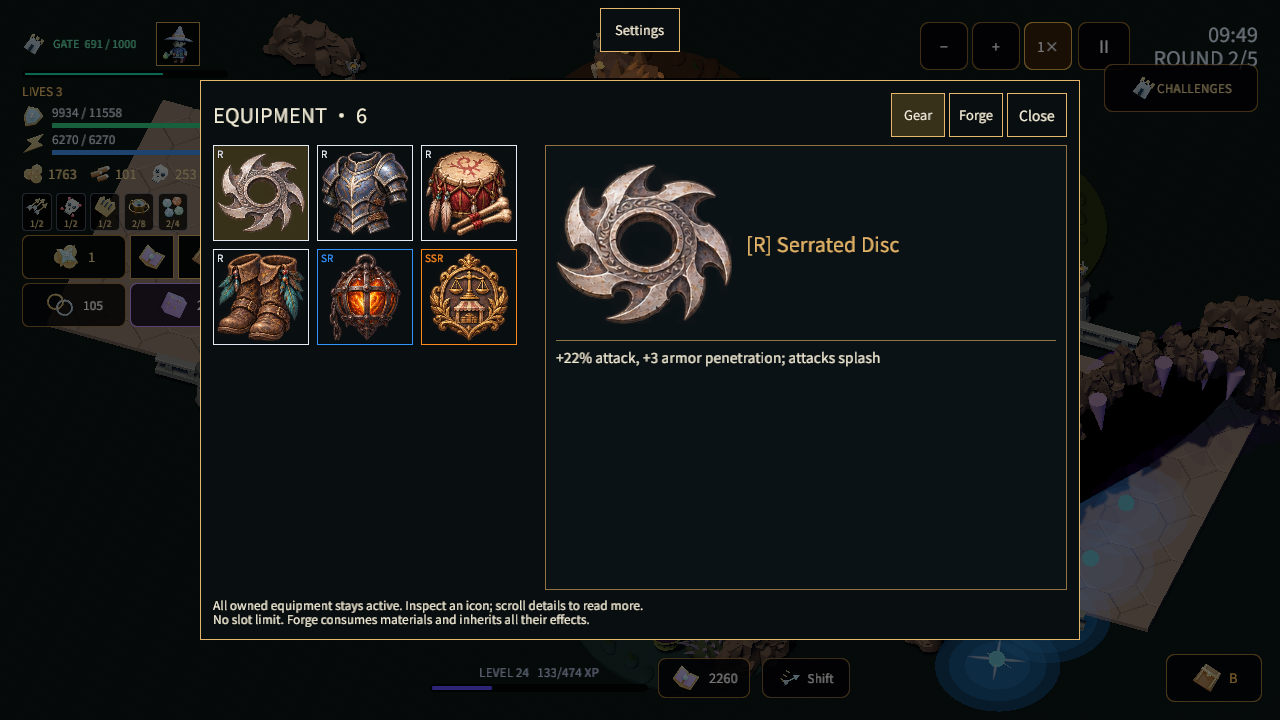 Settings
GATE 691 / 1000
− + 1× II
09:49
ROUND 2/5
CHALLENGES
LIVES 3
9934 / 11558
6270 / 6270
1763 101 253
1/2 1/2 1/2 2/8 2/4
1
105
EQUIPMENT • 6
Gear Forge Close
R R R
R SR SSR
[R] Serrated Disc
+22% attack, +3 armor penetration; attacks splash
All owned equipment stays active. Inspect an icon; scroll details to read more.
No slot limit. Forge consumes materials and inherits all their effects.
LEVEL 24 133/474 XP
2260
Shift
B